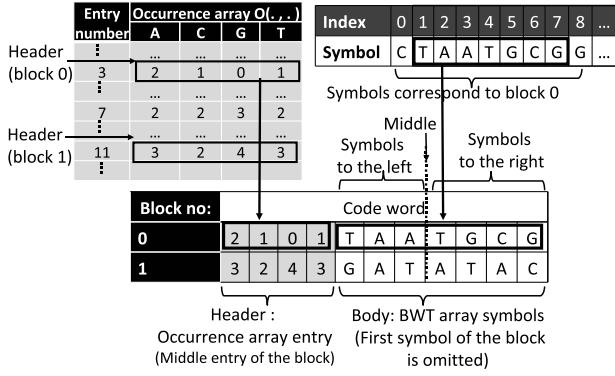 Entry number Occurrence array O(. , . )
A C G T
Header (block 0)
... ... ... ...
3 2 1 0 1
... ... ... ...
7 2 2 3 2
... ... ... ...
Header (block 1)
11 3 2 4 3
Index 0 1 2 3 4 5 6 7 8 ...
Symbol C T A A T G C G G ...
Symbols correspond to block 0
Middle
Symbols to the left
Symbols to the right
Block no: Code word
0 2 1 0 1 T A A T G C G
1 3 2 4 3 G A T A T A C
Header :
Occurrence array entry
(Middle entry of the block)
Body: BWT array symbols
(First symbol of the block
is omitted)